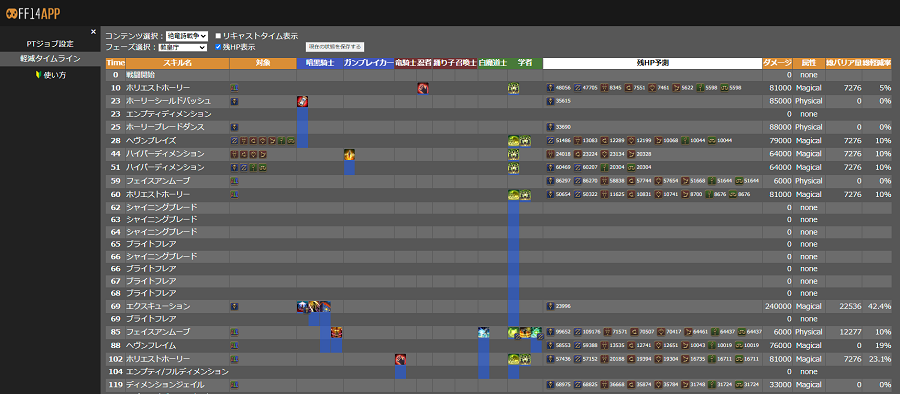 FF14APP
×
PTジョブ設定
軽減タイムライン
使い方
コンテンツ選択： 絶竜詩戦争 リキャストタイム表示
フェーズ選択： 教皇庁 残HP表示 現在の状態を保存する
Time スキル名 対象 暗黒騎士 ガンブレイカー 竜騎士 忍者 踊り子 召喚士 白魔道士 学者 残HP予測 ダメージ 属性 総バリア量 総軽減率
0 戦闘開始 0 none
10 ホリエストホーリー 48056 47705 8345 7551 7461 5622 5598 5598 81000 Magical 7276 5%
23 ホーリーシールドバッシュ 35615 85000 Physical 0 0%
23 エンプティディメンション 0 none
25 ホーリーブレードダンス 33690 88000 Physical 0 0%
28 ヘヴンブレイズ 51486 13083 12289 12199 10068 10044 10044 79000 Magical 7276 10%
44 ハイパーディメンション 24018 23224 23134 20328 64000 Magical 7276 10%
51 ハイパーディメンション 60469 60207 20304 20304 64000 Magical 7276 10%
59 フェイスアンムーブ 86297 86270 58838 57744 57654 51668 51644 51644 6000 Physical 0 0%
60 ホリエストホーリー 50654 50322 11625 10831 10741 8700 8676 8676 81000 Magical 7276 10%
62 シャイニングブレード 0 none
63 シャイニングブレード 0 none
64 シャイニングブレード 0 none
65 ブライトフレア 0 none
66 シャイニングブレード 0 none
66 ブライトフレア 0 none
67 ブライトフレア 0 none
68 ブライトフレア 0 none
69 エクスキューション 23998 240000 Magical 22536 42.4%
69 ブライトフレア 0 none
85 フェイスアンムーブ 99652 109176 71571 70507 70417 64461 64437 64437 6000 Physical 12277 10%
88 ヘヴンフレイム 58553 59388 13535 12741 12651 10043 10019 10019 76000 Magical 0 19%
102 ホリエストホーリー 57436 57152 20188 19394 19304 16735 16711 16711 81000 Magical 7276 23.1%
104 エンプティ/フルディメンション 0 none
119 ディメンションジェイル 68975 68825 36668 35874 35784 31748 31724 31724 33000 Magical 0 0%